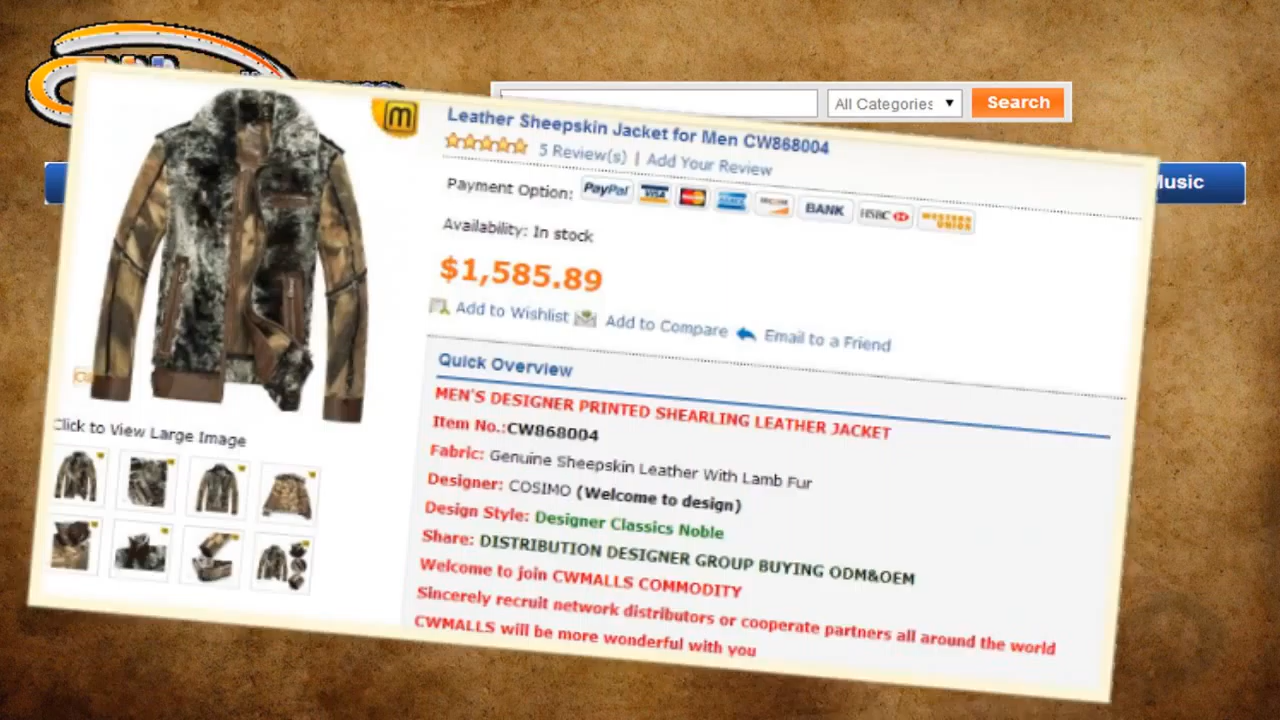 All Categories
Search
Music
m
Leather Sheepskin Jacket for Men CW868004
5 Review(s) | Add Your Review
Payment Option: PayPal VISA BANK HSBC WESTERN UNION
Availability: In stock
$1,585.89
Add to Wishlist Add to Compare Email to a Friend
Quick Overview
MEN'S DESIGNER PRINTED SHEARLING LEATHER JACKET
Item No.:CW868004
Fabric: Genuine Sheepskin Leather With Lamb Fur
Designer: COSIMO (Welcome to design)
Design Style: Designer Classics Noble
Share: DISTRIBUTION DESIGNER GROUP BUYING ODM&OEM
Welcome to join CWMALLS COMMODITY
Sincerely recruit network distributors or cooperate partners all around the world
CWMALLS will be more wonderful with you
Click to View Large Image